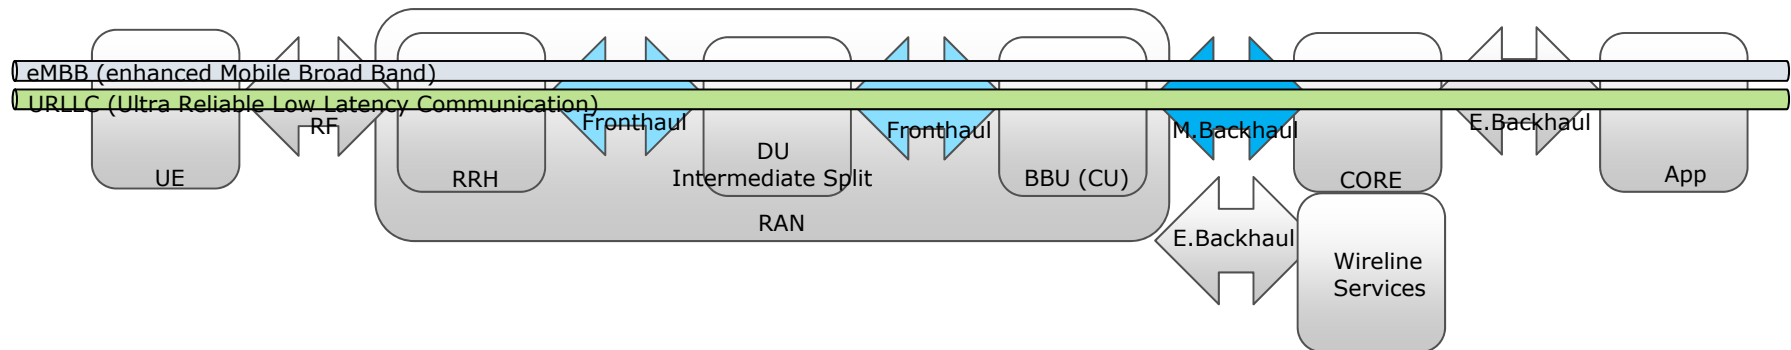 eMBB (enhanced Mobile Broad Band)
URLLC (Ultra Reliable Low Latency Communication)
RF
Fronthaul
Fronthaul
M.Backhaul
E.Backhaul
UE
RRH
DU
Intermediate Split
BBU (CU)
CORE
App
RAN
E.Backhaul
Wireline
Services